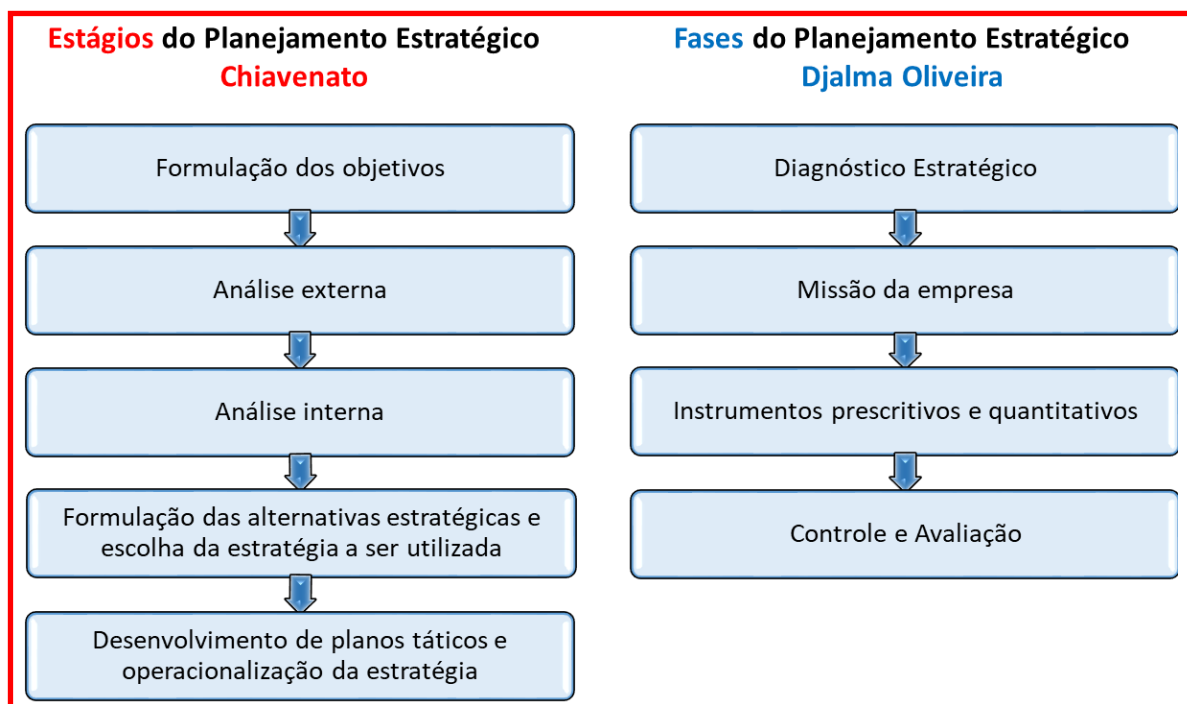 Estágios do Planejamento Estratégico
Chiavenato
Formulação dos objetivos
Análise externa
Análise interna
Formulação das alternativas estratégicas e
escolha da estratégia a ser utilizada
Desenvolvimento de planos táticos e
operacionalização da estratégia
Fases do Planejamento Estratégico
Djalma Oliveira
Diagnóstico Estratégico
Missão da empresa
Instrumentos prescritivos e quantitativos
Controle e Avaliação